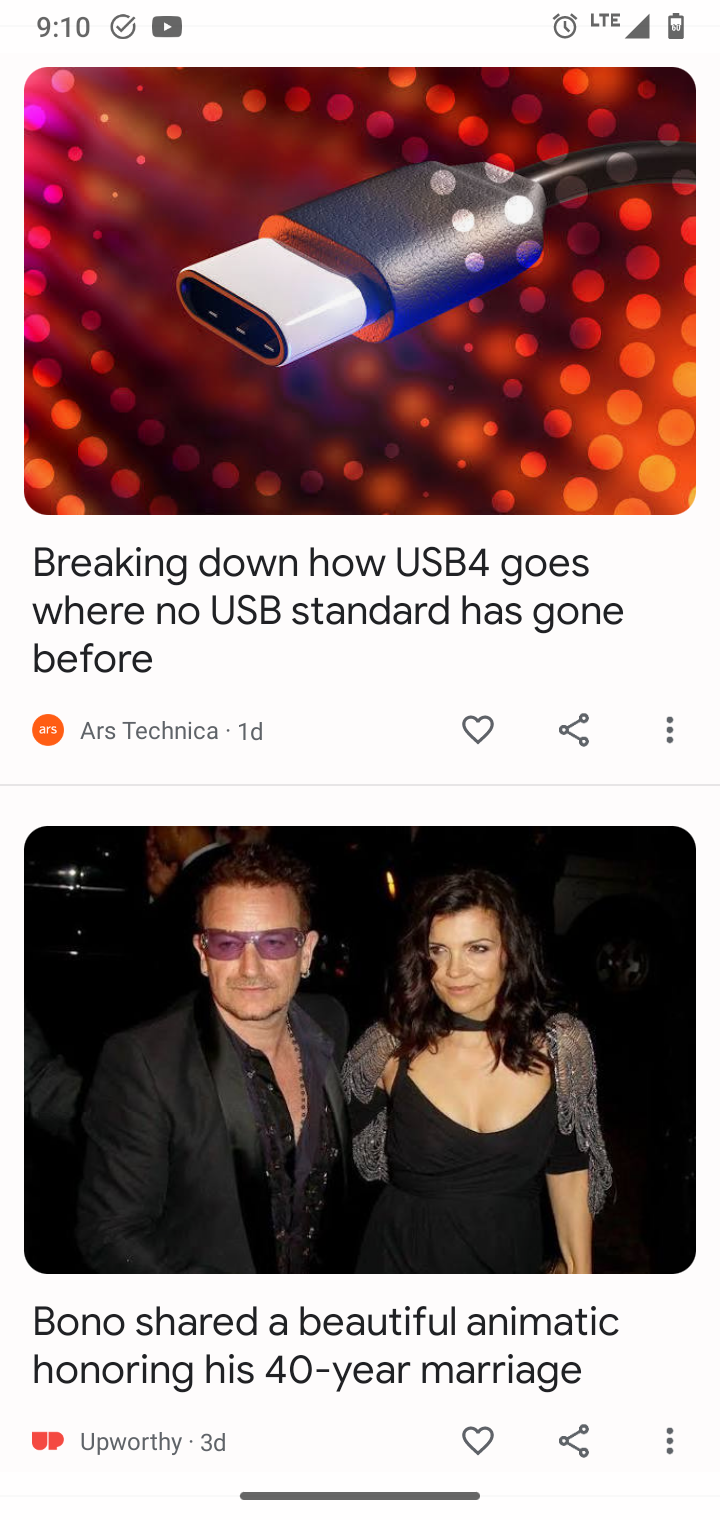 9:10
LTE
Breaking down how USB4 goes
where no USB standard has gone
before
ars
Ars Technica · 1d
Bono shared a beautiful animatic
honoring his 40-year marriage
UP
Upworthy · 3d